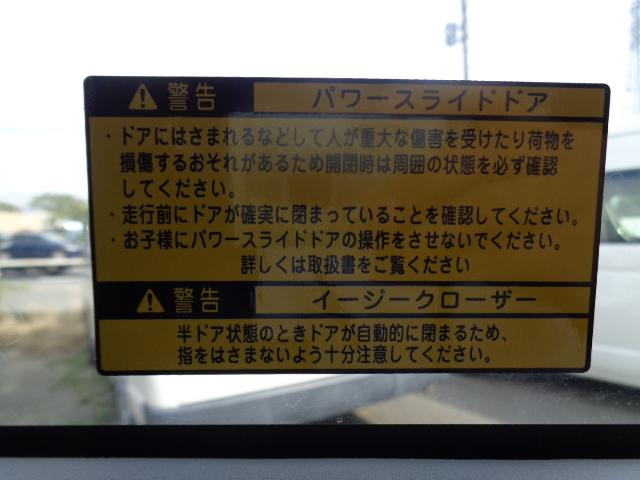 警告 パワースライドドア
・ドアにはさまれるなどして人が重大な傷害を受けたり荷物を
損傷するおそれがあるため開閉時は周囲の状態を必ず確認
してください。
・走行前にドアが確実に閉まっていることを確認してください。
・お子様にパワースライドドアの操作をさせないでください。
詳しくは取扱書をご覧ください
警告 イージークローザー
半ドア状態のときドアが自動的に閉まるため、
指をはさまないよう十分注意してください。